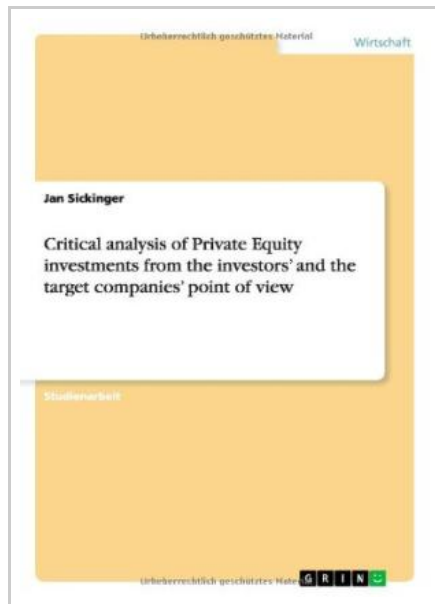 Urheberrechtlich geschütztes Material
Wirtschaft
Jan Sickinger
Critical analysis of Private Equity
investments from the investors' and the
target companies' point of view
Studienarbeit
Urheberrechtlich geschütztes Mater
GRIN